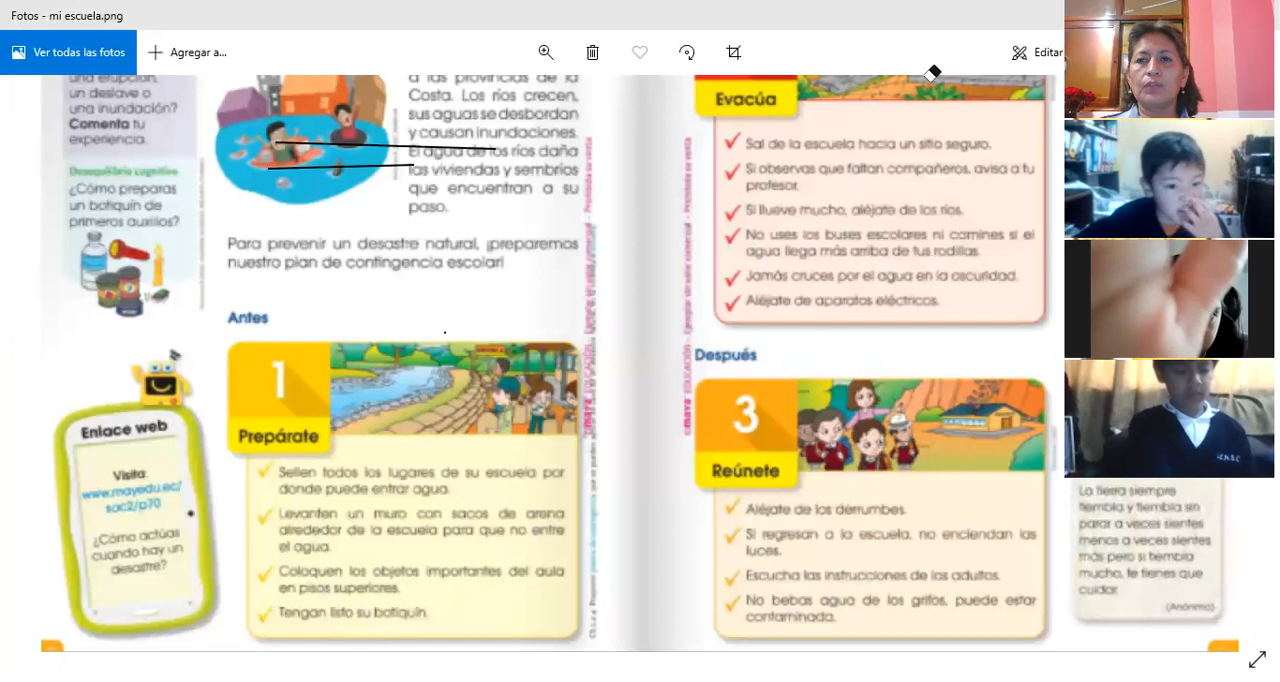 Fotos - mi escuela.png
Ver todas las fotos
Agregar a...
Editar
una erupción,
un deslave o
una inundación?
Comenta tu
experiencia.
Desequilibrio cognitivo
¿Cómo preparas
un botiquín de
primeros auxilios?
a las provincias de la
Costa. Los ríos crecen,
sus aguas se desbordan
y causan inundaciones.
El agua de los ríos daña
las viviendas y sembríos
que encuentran a su
paso.
Para prevenir un desastre natural, ¡preparemos
nuestro plan de contingencia escolar!
Antes
1
Prepárate
Sellen todos los lugares de su escuela por
donde puede entrar agua.
Levanten un muro con sacos de arena
alrededor de la escuela para que no entre
el agua.
Coloquen los objetos importantes del aula
en pisos superiores.
Tengan listo su botiquín.
Enlace web
Visita:
www.mayedu.ec/
soc2/p70
¿Cómo actúas
cuando hay un
desastre?
Evacúa
Sal de la escuela hacia un sitio seguro.
Si observas que faltan compañeros, avisa a tu
profesor.
Si llueve mucho, aléjate de los ríos.
No uses los buses escolares ni camines si el
agua llega más arriba de tus rodillas.
Jamás cruces por el agua en la oscuridad.
Aléjate de aparatos eléctricos.
Después
3
Reúnete
Aléjate de los derrumbes.
Si regresan a la escuela, no enciendan las
luces.
Escucha las instrucciones de los adultos.
No bebas agua de los grifos, puede estar
contaminada.
La tierra siempre
tiembla y tiembla sin
parar a veces sientes
menos a veces sientes
más pero si tiembla
mucho, te tienes que
cuidar.
(Anónimo)